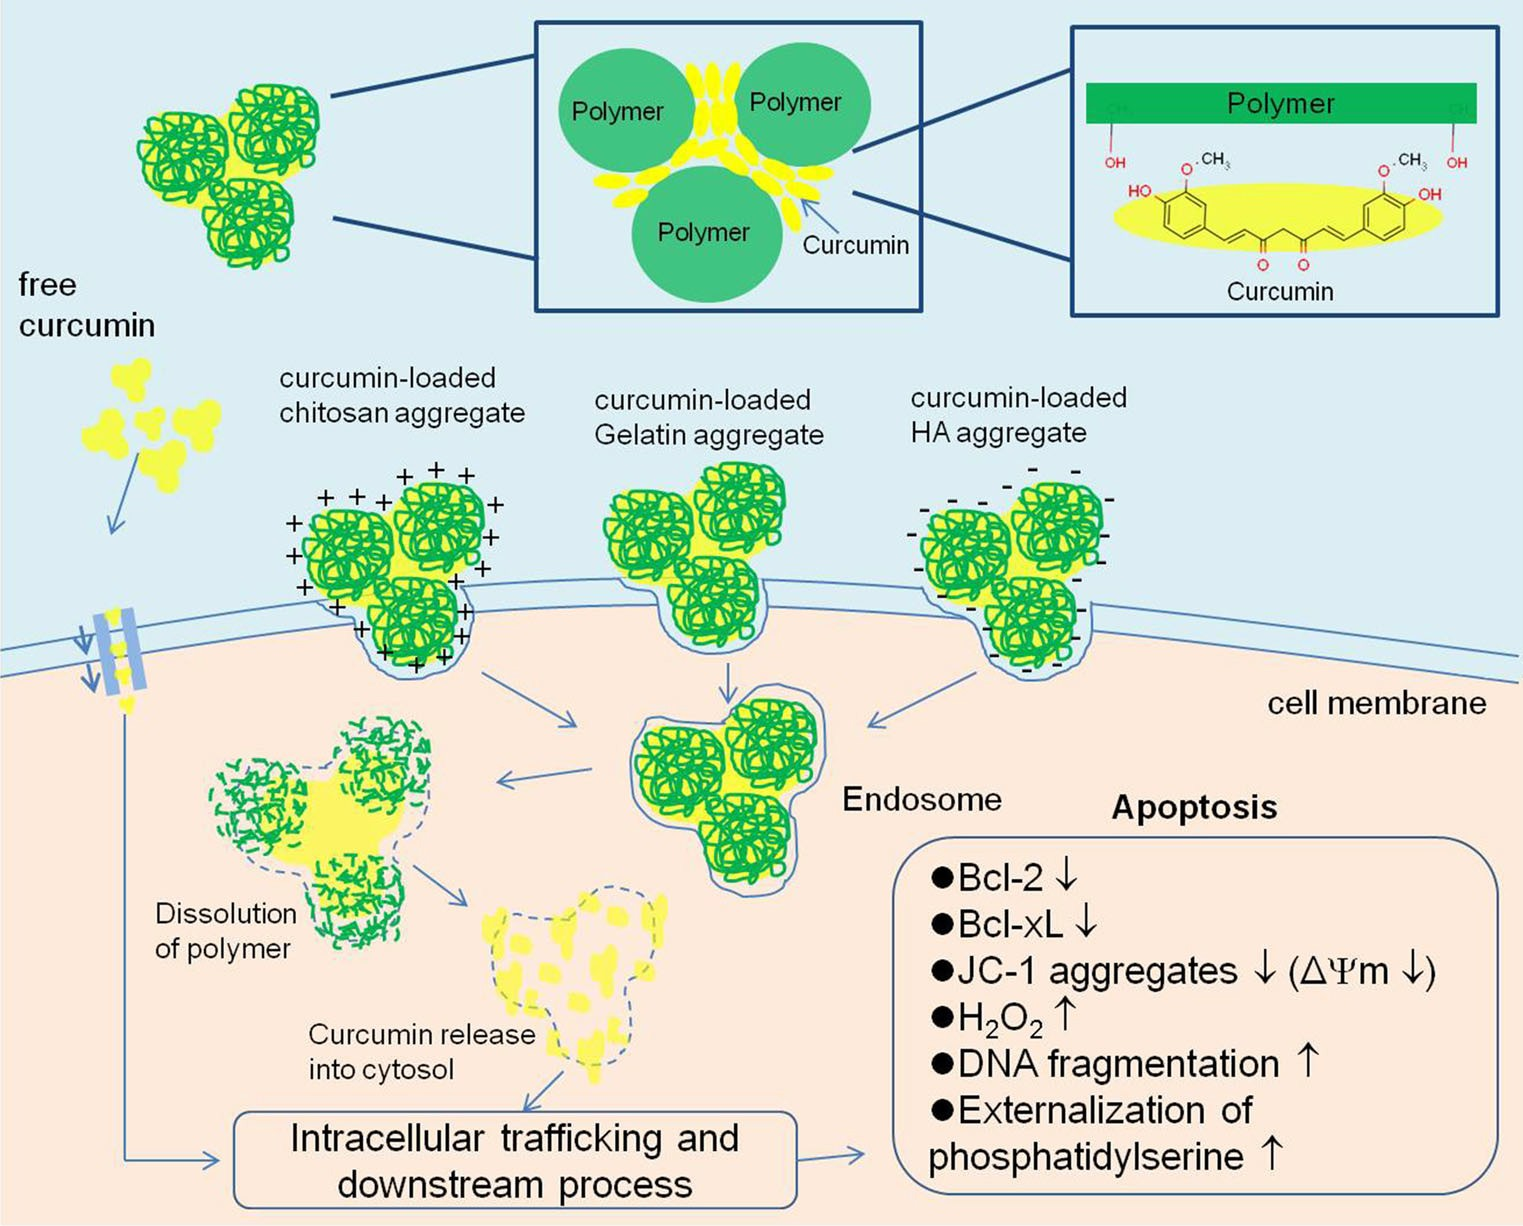 Polymer
Polymer
Polymer
Curcumin
Polymer
OH
OH
O
CH3
O
CH3
HO
OH
O
O
Curcumin
free
curcumin
curcumin-loaded
chitosan aggregate
curcumin-loaded
Gelatin aggregate
curcumin-loaded
HA aggregate
+ + + + + + + + + + + + + + + + + + + + +
- - - - - - - - - - - - - - - - - - -
cell membrane
Endosome
Dissolution
of polymer
Curcumin release
into cytosol
Intracellular trafficking and
downstream process
Apoptosis
●Bcl-2 ↓
●Bcl-xL ↓
●JC-1 aggregates ↓ (ΔΨm ↓)
●H₂O₂ ↑
●DNA fragmentation ↑
●Externalization of
phosphatidylserine ↑